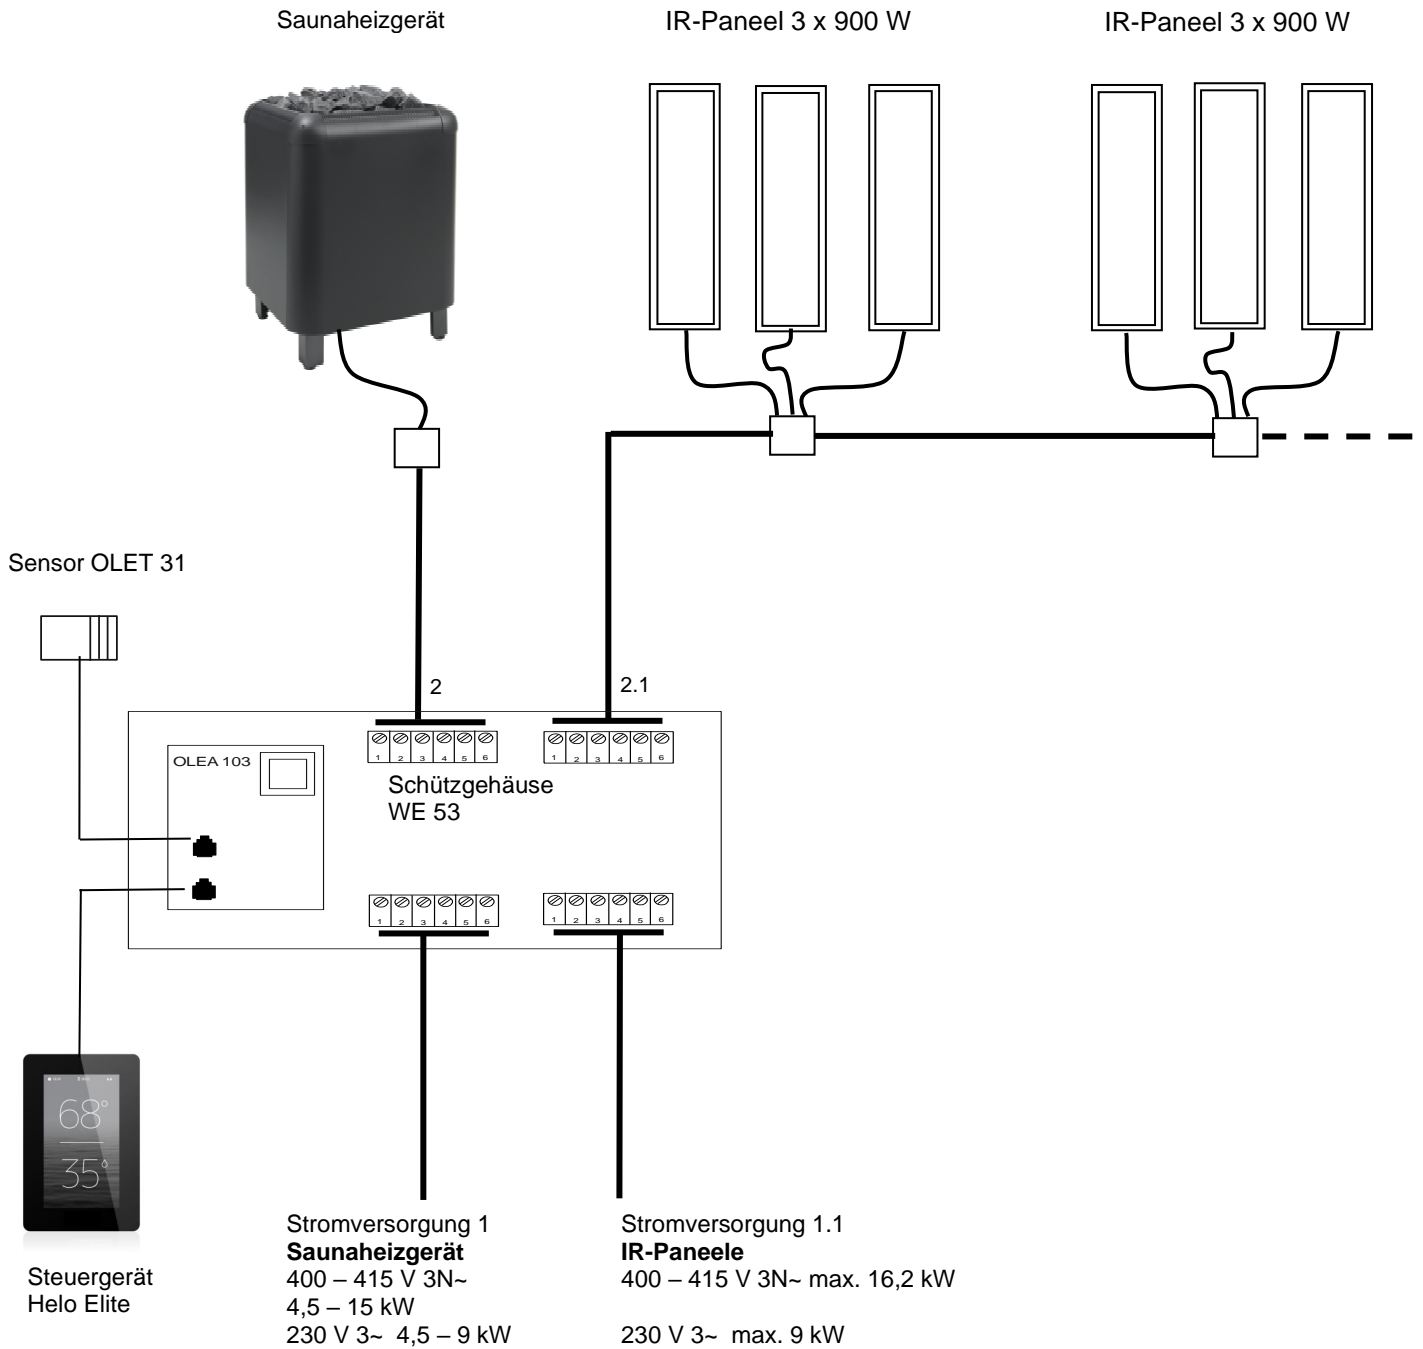 Saunaheizgerät
IR-Paneel 3 x 900 W
IR-Paneel 3 x 900 W
Sensor OLET 31
2
2.1
OLEA 103
1 2 3 4 5 6
1 2 3 4 5 6
Schützgehäuse
WE 53
1 2 3 4 5 6
1 2 3 4 5 6
68°
35°
Steuergerät
Helo Elite
Stromversorgung 1
Saunaheizgerät
400 – 415 V 3N~
4,5 – 15 kW
230 V 3~ 4,5 – 9 kW
Stromversorgung 1.1
IR-Paneele
400 – 415 V 3N~ max. 16,2 kW
230 V 3~ max. 9 kW